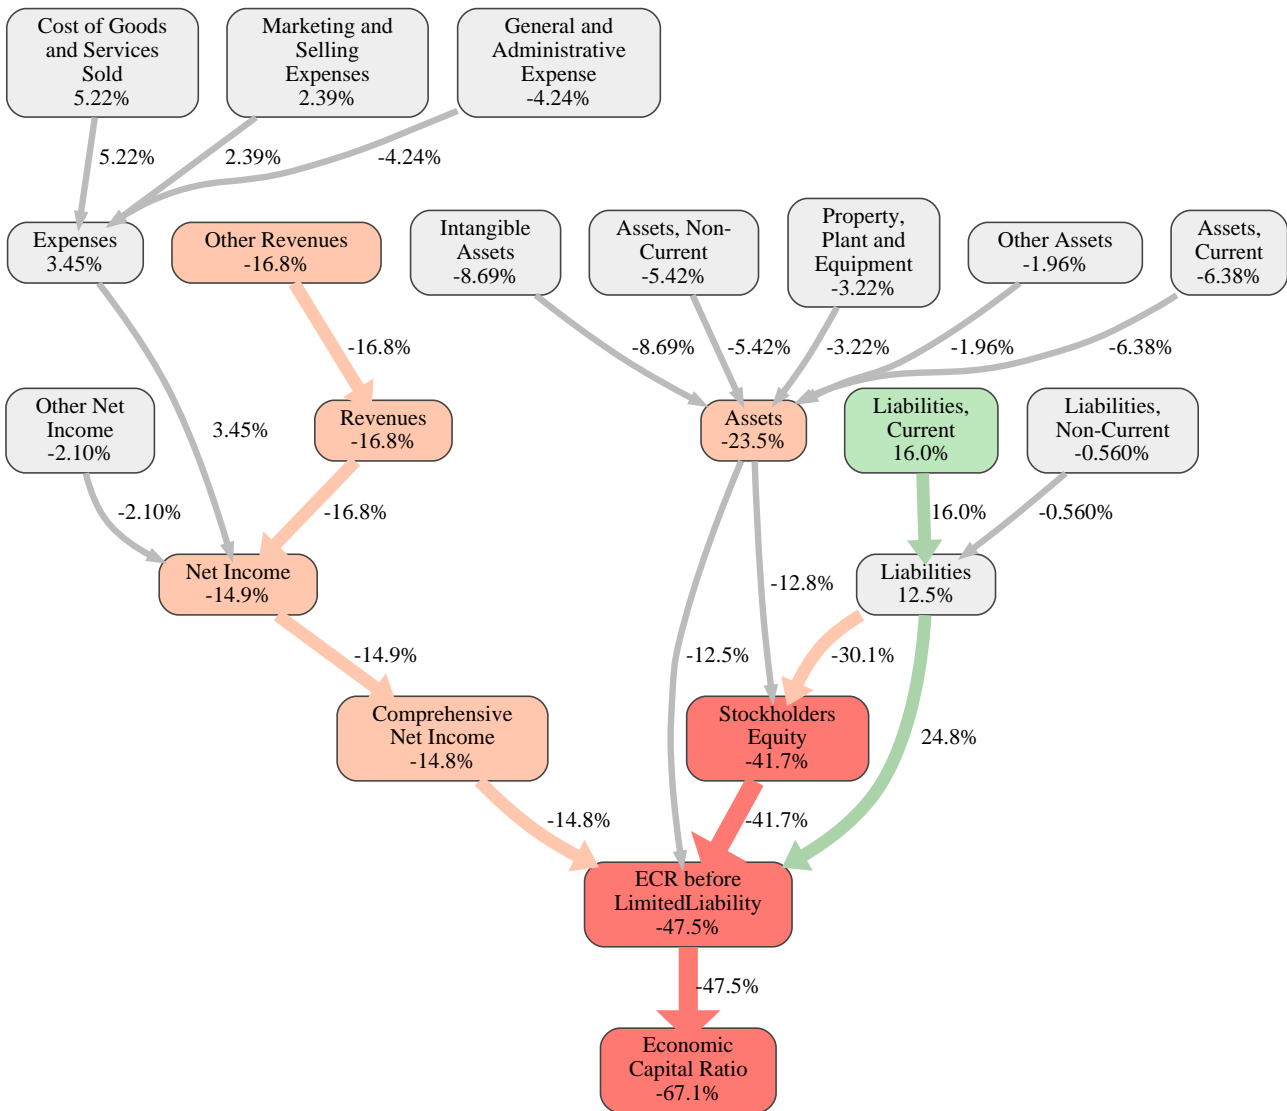 Cost of Goods
and Services
Sold
5.22%
Marketing and
Selling
Expenses
2.39%
General and
Administrative
Expense
-4.24%
5.22%
2.39%
-4.24%
Expenses
3.45%
Other Revenues
-16.8%
Intangible
Assets
-8.69%
Assets, Non-
Current
-5.42%
Property,
Plant and
Equipment
-3.22%
Other Assets
-1.96%
Assets,
Current
-6.38%
-16.8%
-8.69%
-5.42%
-3.22%
-1.96%
-6.38%
Other Net
Income
-2.10%
3.45%
Revenues
-16.8%
Assets
-23.5%
Liabilities,
Current
16.0%
Liabilities,
Non-Current
-0.560%
-2.10%
-16.8%
16.0%
-0.560%
Net Income
-14.9%
-12.8%
Liabilities
12.5%
-14.9%
-12.5%
-30.1%
Comprehensive
Net Income
-14.8%
Stockholders
Equity
-41.7%
24.8%
-14.8%
-41.7%
ECR before
LimitedLiability
-47.5%
-47.5%
Economic
Capital Ratio
-67.1%